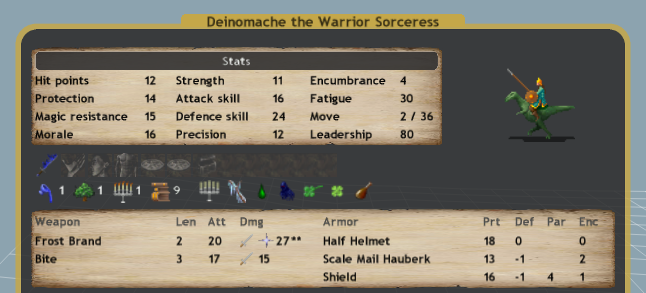 Deinomache the Warrior Sorceress
Stats
Hit points 12 Strength 11 Encumbrance 4
Protection 14 Attack skill 16 Fatigue 30
Magic resistance 15 Defence skill 24 Move 2 / 36
Morale 16 Precision 12 Leadership 80
1 1 1 9
Weapon Len Att Dmg Armor Prt Def Par Enc
Frost Brand 2 20 27** Half Helmet 18 0 0
Bite 3 17 15 Scale Mail Hauberk 13 -1 2
Shield 16 -1 4 1